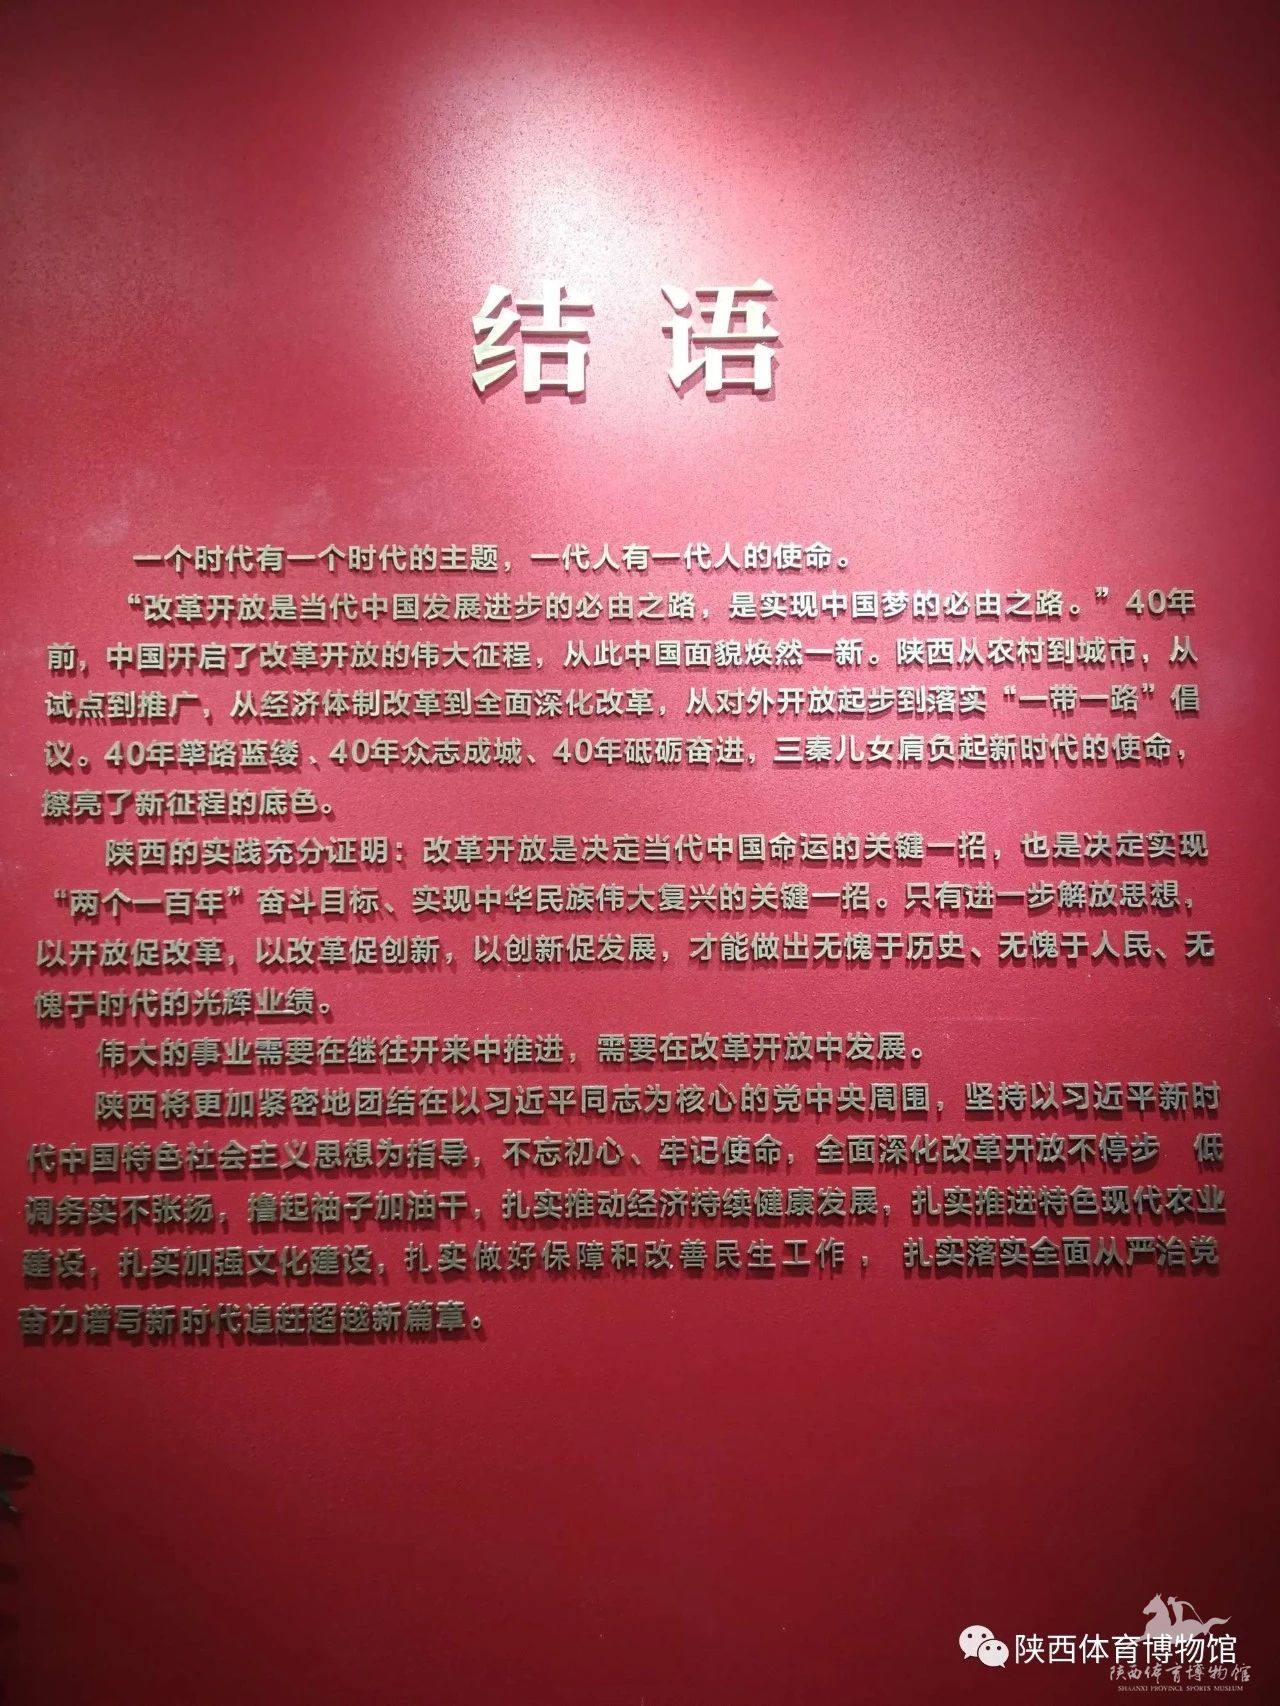 结语
一个时代有一个时代的主题，一代人有一代人的使命。
“改革开放是当代中国发展进步的必由之路，是实现中国梦的必由之路。”40年
前，中国开启了改革开放的伟大征程，从此中国面貌焕然一新。陕西从农村到城市，从
试点到推广，从经济体制改革到全面深化改革，从对外开放起步到落实“一带一路”倡
议。40年筚路蓝缕、40年众志成城、40年砥砺奋进，三秦儿女肩负起新时代的使命，
擦亮了新征程的底色。
陕西的实践充分证明：改革开放是决定当代中国命运的关键一招，也是决定实现
“两个一百年”奋斗目标、实现中华民族伟大复兴的关键一招。只有进一步解放思想，
以开放促改革，以改革促创新，以创新促发展，才能做出无愧于历史、无愧于人民、无
愧于时代的光辉业绩。
伟大的事业需要在继往开来中推进，需要在改革开放中发展。
陕西将更加紧密地团结在以习近平同志为核心的党中央周围，坚持以习近平新时
代中国特色社会主义思想为指导，不忘初心、牢记使命，全面深化改革开放不停步 低
调务实不张扬，撸起袖子加油干，扎实推动经济持续健康发展，扎实推进特色现代农业
建设，扎实加强文化建设，扎实做好保障和改善民生工作，扎实落实全面从严治党
奋力谱写新时代追赶超越新篇章。
陕西体育博物馆
陕西体育博物馆
SHAANXI PROVINCE SPORTS MUSEUM